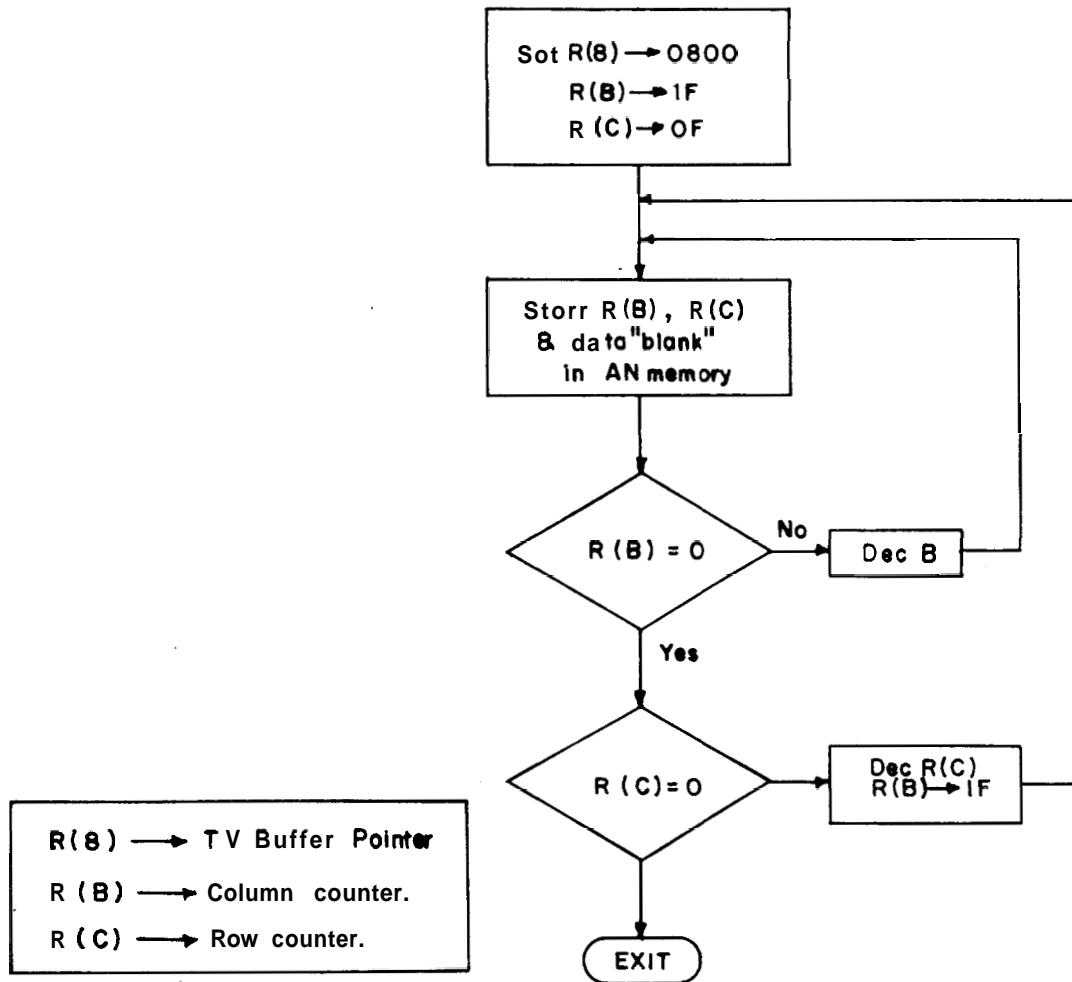 Sot R(8) → 0800
R(B) → 1F
R (C) → 0F
Storr R(B), R(C)
& data "blank"
in AN memory
R (B) = 0
No
Dec B
Yes
R (C) = 0
Dec R(C)
R(B) → 1F
EXIT
R(8) → TV Buffer Pointer
R (B) → Column counter.
R (C) → Row counter.